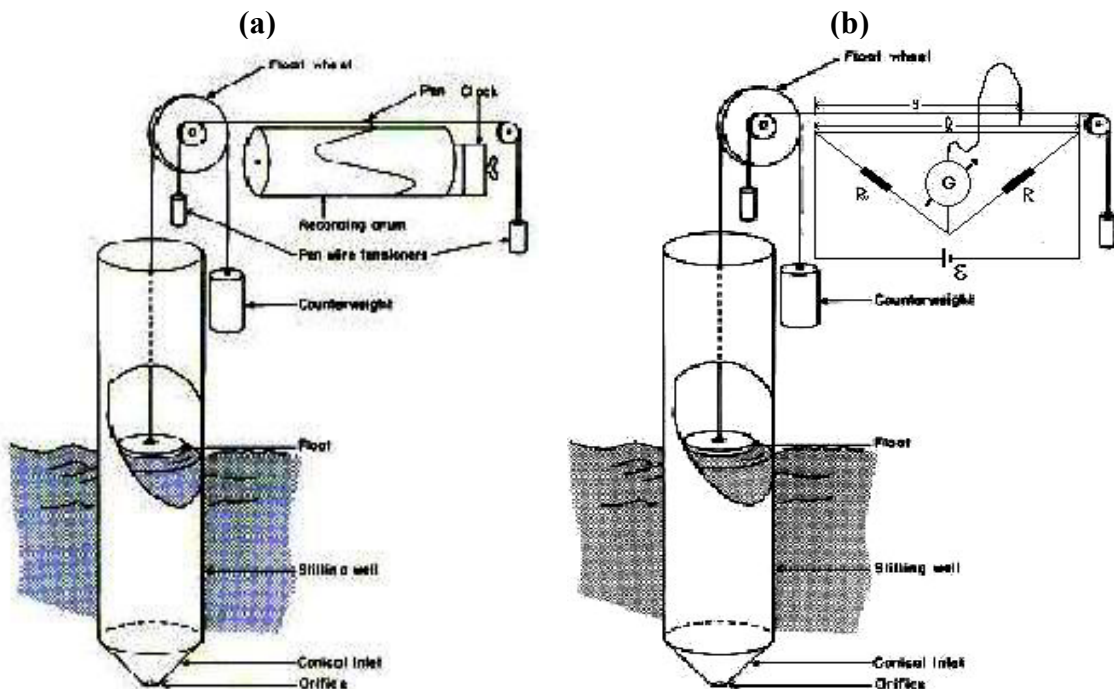 (a)
Float wheel
Pen
Clock
Recording drum
Pen wire tensioners
Counterweight
Float
Stilling well
Conical inlet
Orifice
(b)
Float wheel
y
ℓ
G
R
R
ε
Counterweight
Float
Stilling well
Conical inlet
Orifice